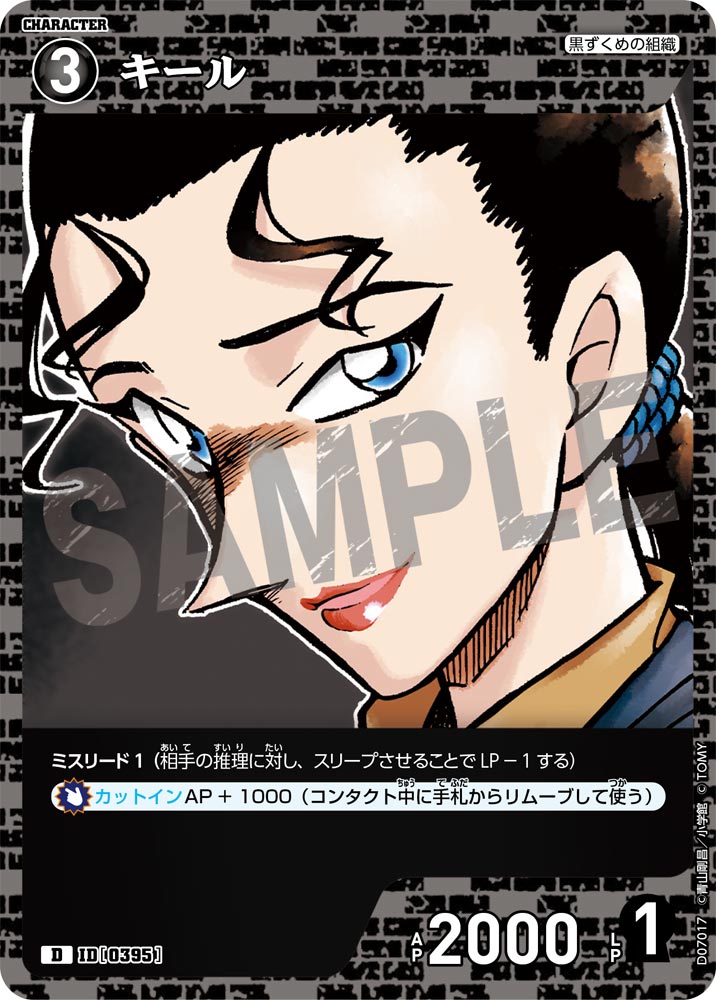 CHARACTER
3 キール
黒ずくめの組織
SAMPLE
ミスリード1（相手の推理に対し、スリープさせることでLP－1する）
カットイン AP＋1000（コンタクト中に手札からリムーブして使う）
D ID[0395]
AP 2000 LP 1
D07017 ©青山剛昌／小学館 ©TOMY